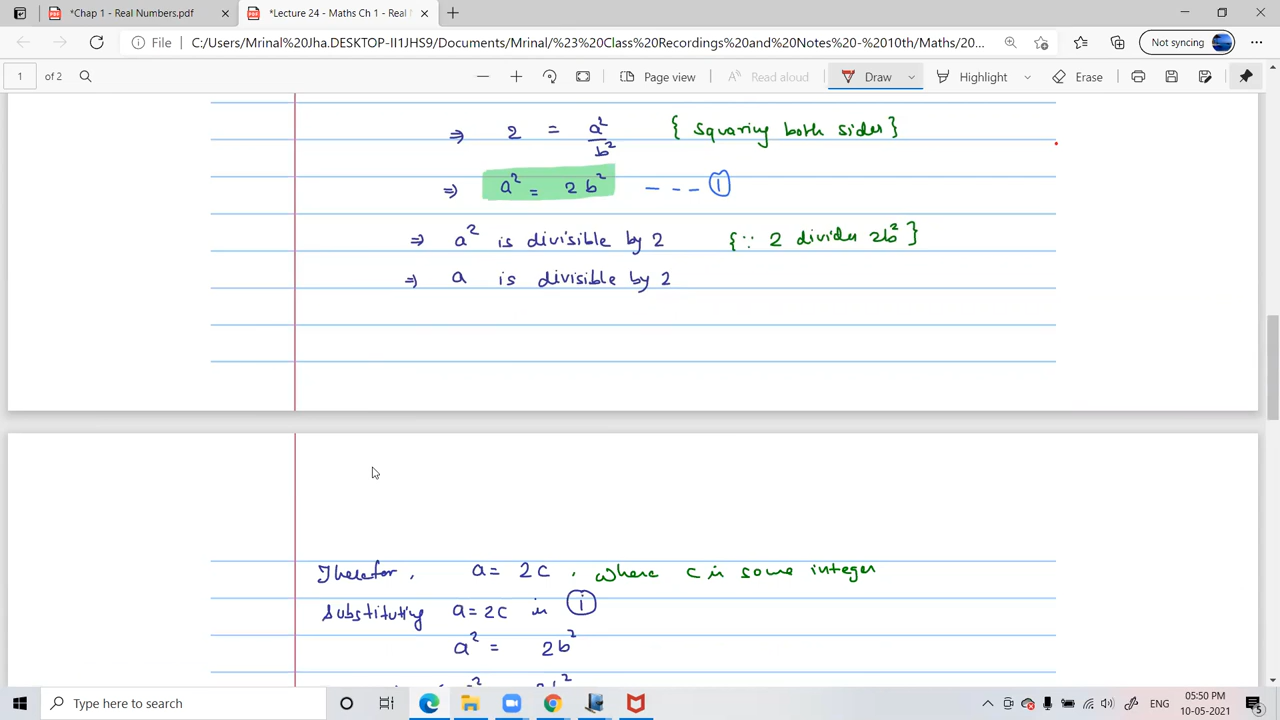 *Chap 1 - Real Numbers.pdf
*Lecture 24 - Maths Ch 1 - Real
File
C:/Users/Mrinal%20Jha.DESKTOP-II1JHS9/Documents/Mrinal/%23%20Class%20Recordings%20and%20Notes%20-%2010th/Maths/20...
Not syncing
1 of 2
Page view
Read aloud
Draw
Highlight
Erase
⇒ 2 = a²/b² { Squaring both sides }
⇒ a² = 2b² ---- ①
⇒ a² is divisible by 2 {∵ 2 divides 2b² }
⇒ a is divisible by 2
Therefor, a = 2c, where c is some integer
Substituting a = 2c in ⓘ
a² = 2b²
Type here to search
ENG
05:50 PM
10-05-2021
5